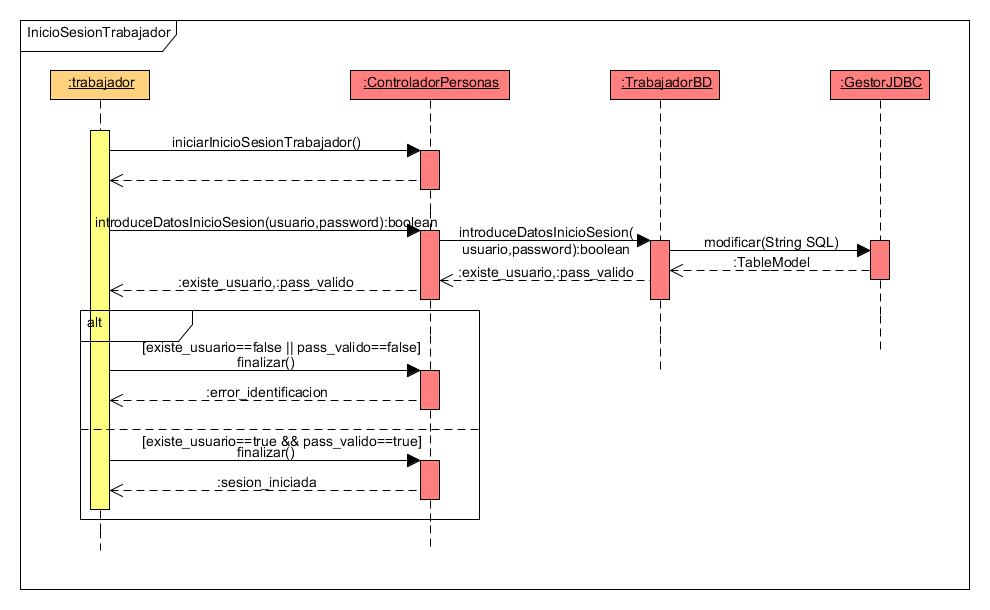 InicioSesionTrabajador
:trabajador
:ControladorPersonas
:TrabajadorBD
:GestorJDBC
iniciarInicioSesionTrabajador()
introduceDatosInicioSesion(usuario,password):boolean
introduceDatosInicioSesion(
usuario,password):boolean
modificar(String SQL)
:TableModel
:existe_usuario,:pass_valido
:existe_usuario,:pass_valido
alt
[existe_usuario==false || pass_valido==false]
finalizar()
:error_identificacion
[existe_usuario==true && pass_valido==true]
finalizar()
:sesion_iniciada